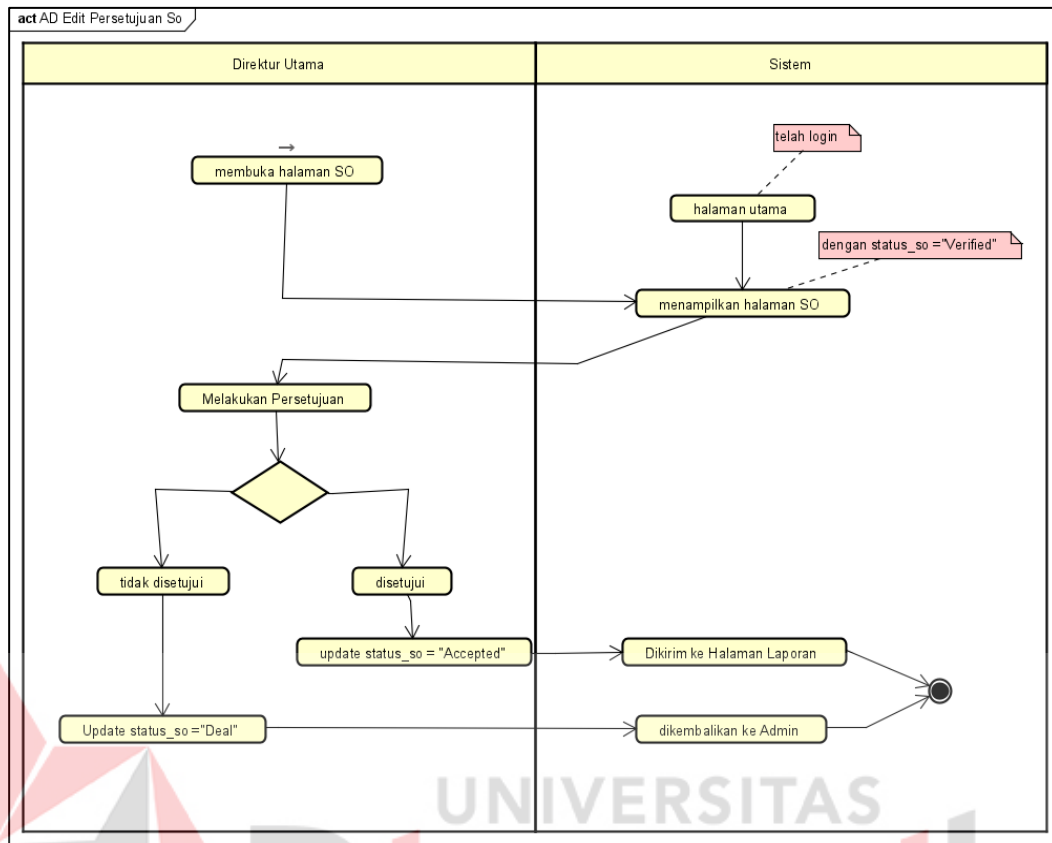 act AD Edit Persetujuan So
Direktur Utama
Sistem
telah login
membuka halaman SO
halaman utama
dengan status_so ="Verified"
menampilkan halaman SO
Melakukan Persetujuan
tidak disetujui
disetujui
update status_so = "Accepted"
Dikirim ke Halaman Laporan
Update status_so ="Deal"
dikembalikan ke Admin
UNIVERSITAS